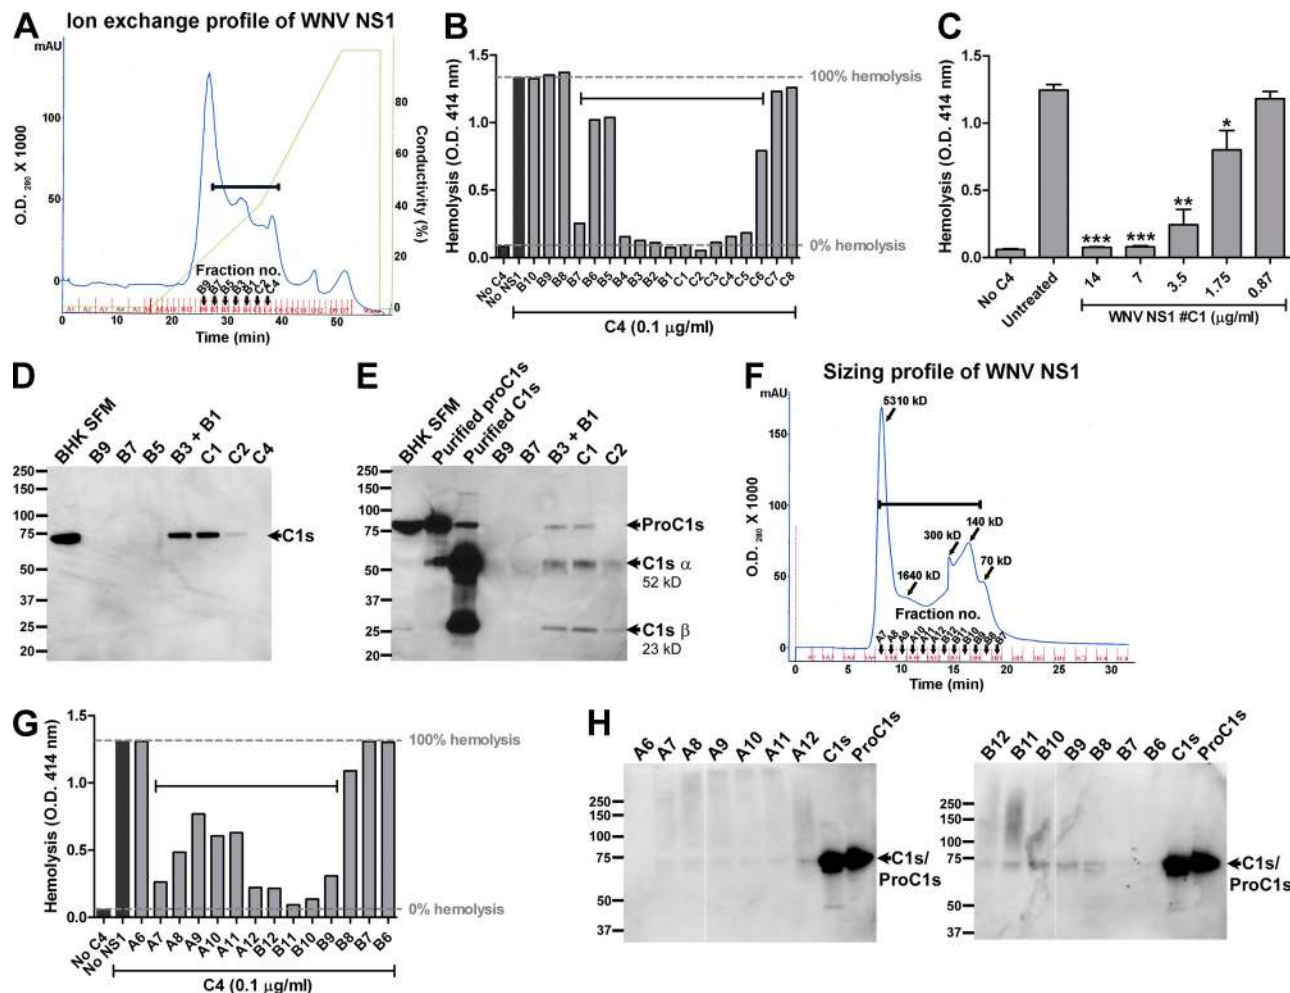 A
Ion exchange profile of WNV NS1
mAU
O.D. 280 X 1000
100
50
0
Conductivity (%)
80
60
40
20
0
Fraction no.
B9 B7 B5 B3 B1 C2 C4
0 10 20 30 40 50
Time (min)
B
Hemolysis (O.D. 414 nm)
1.5
1.0
0.5
0.0
100% hemolysis
0% hemolysis
No C4 No NS1 B10 B9 B8 B7 B6 B5 B4 B3 B2 B1 C1 C2 C3 C4 C5 C6 C7 C8
C4 (0.1 µg/ml)
C
Hemolysis (O.D. 414 nm)
1.5
1.0
0.5
0.0
*** *** ** *
No C4 Untreated 14 7 3.5 1.75 0.87
WNV NS1 #C1 (µg/ml)
D
BHK SFM B9 B7 B5 B3 + B1 C1 C2 C4
250
150
100
75
50
37
25
20
C1s
E
BHK SFM Purified proC1s Purified C1s B9 B7 B3 + B1 C1 C2
250
150
100
75
50
37
25
20
ProC1s
C1s α
52 kD
C1s β
23 kD
F
Sizing profile of WNV NS1
mAU
O.D. 280 X 1000
150
100
50
0
5310 kD
1640 kD
300 kD
140 kD
70 kD
Fraction no.
A7 A8 A9 A10 A11 A12 B12 B11 B10 B9 B8 B7
0 5 10 15 20 25 30
Time (min)
G
Hemolysis (O.D. 414 nm)
1.5
1.0
0.5
0.0
100% hemolysis
0% hemolysis
No C4 No NS1 A6 A7 A8 A9 A10 A11 A12 B12 B11 B10 B9 B8 B7 B6
C4 (0.1 µg/ml)
H
A6 A7 A8 A9 A10 A11 A12 C1s ProC1s
250
150
100
75
50
37
C1s/
ProC1s
B12 B11 B10 B9 B8 B7 B6 C1s ProC1s
250
150
100
75
50
37
C1s/
ProC1s